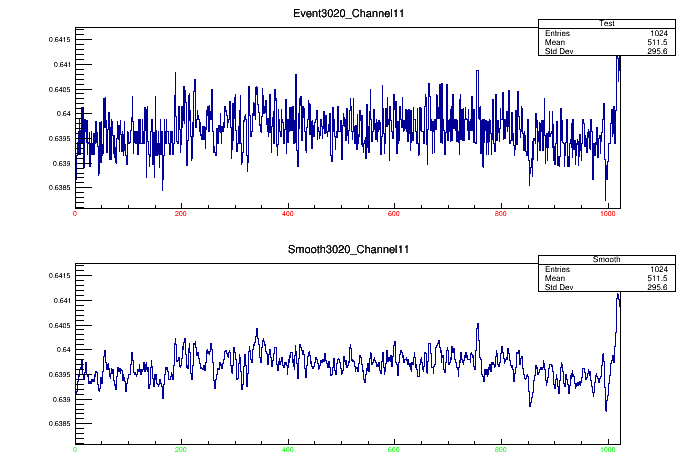 Event3020_Channel11
Test
Entries 1024
Mean 511.5
Std Dev 295.6
0.6415
0.641
0.6405
0.64
0.6395
0.639
0.6385
0 200 400 600 800 1000
Smooth3020_Channel11
Smooth
Entries 1024
Mean 511.5
Std Dev 295.6
0.6415
0.641
0.6405
0.64
0.6395
0.639
0.6385
0 200 400 600 800 1000